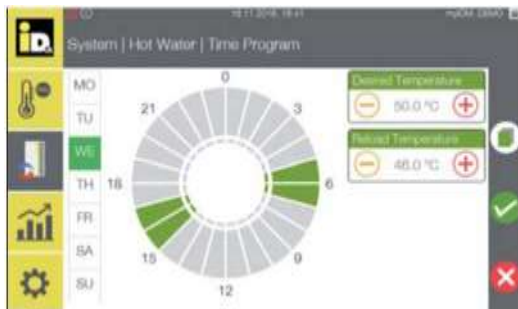 iD.
System | Hot Water | Time Program
MO
TU
WE
TH
FR
SA
SU
0
3
6
9
12
15
18
21
Desired Temperature
50.0 °C
Reload Temperature
46.0 °C